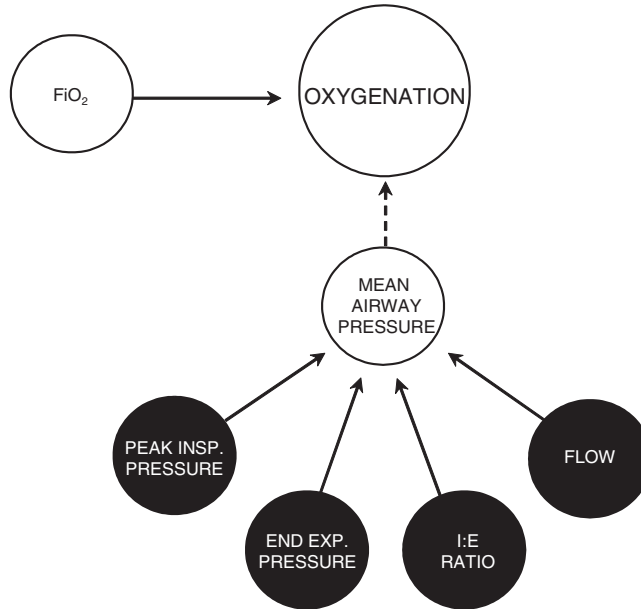 FiO₂
OXYGENATION
MEAN
AIRWAY
PRESSURE
PEAK INSP.
PRESSURE
FLOW
END EXP.
PRESSURE
I:E
RATIO